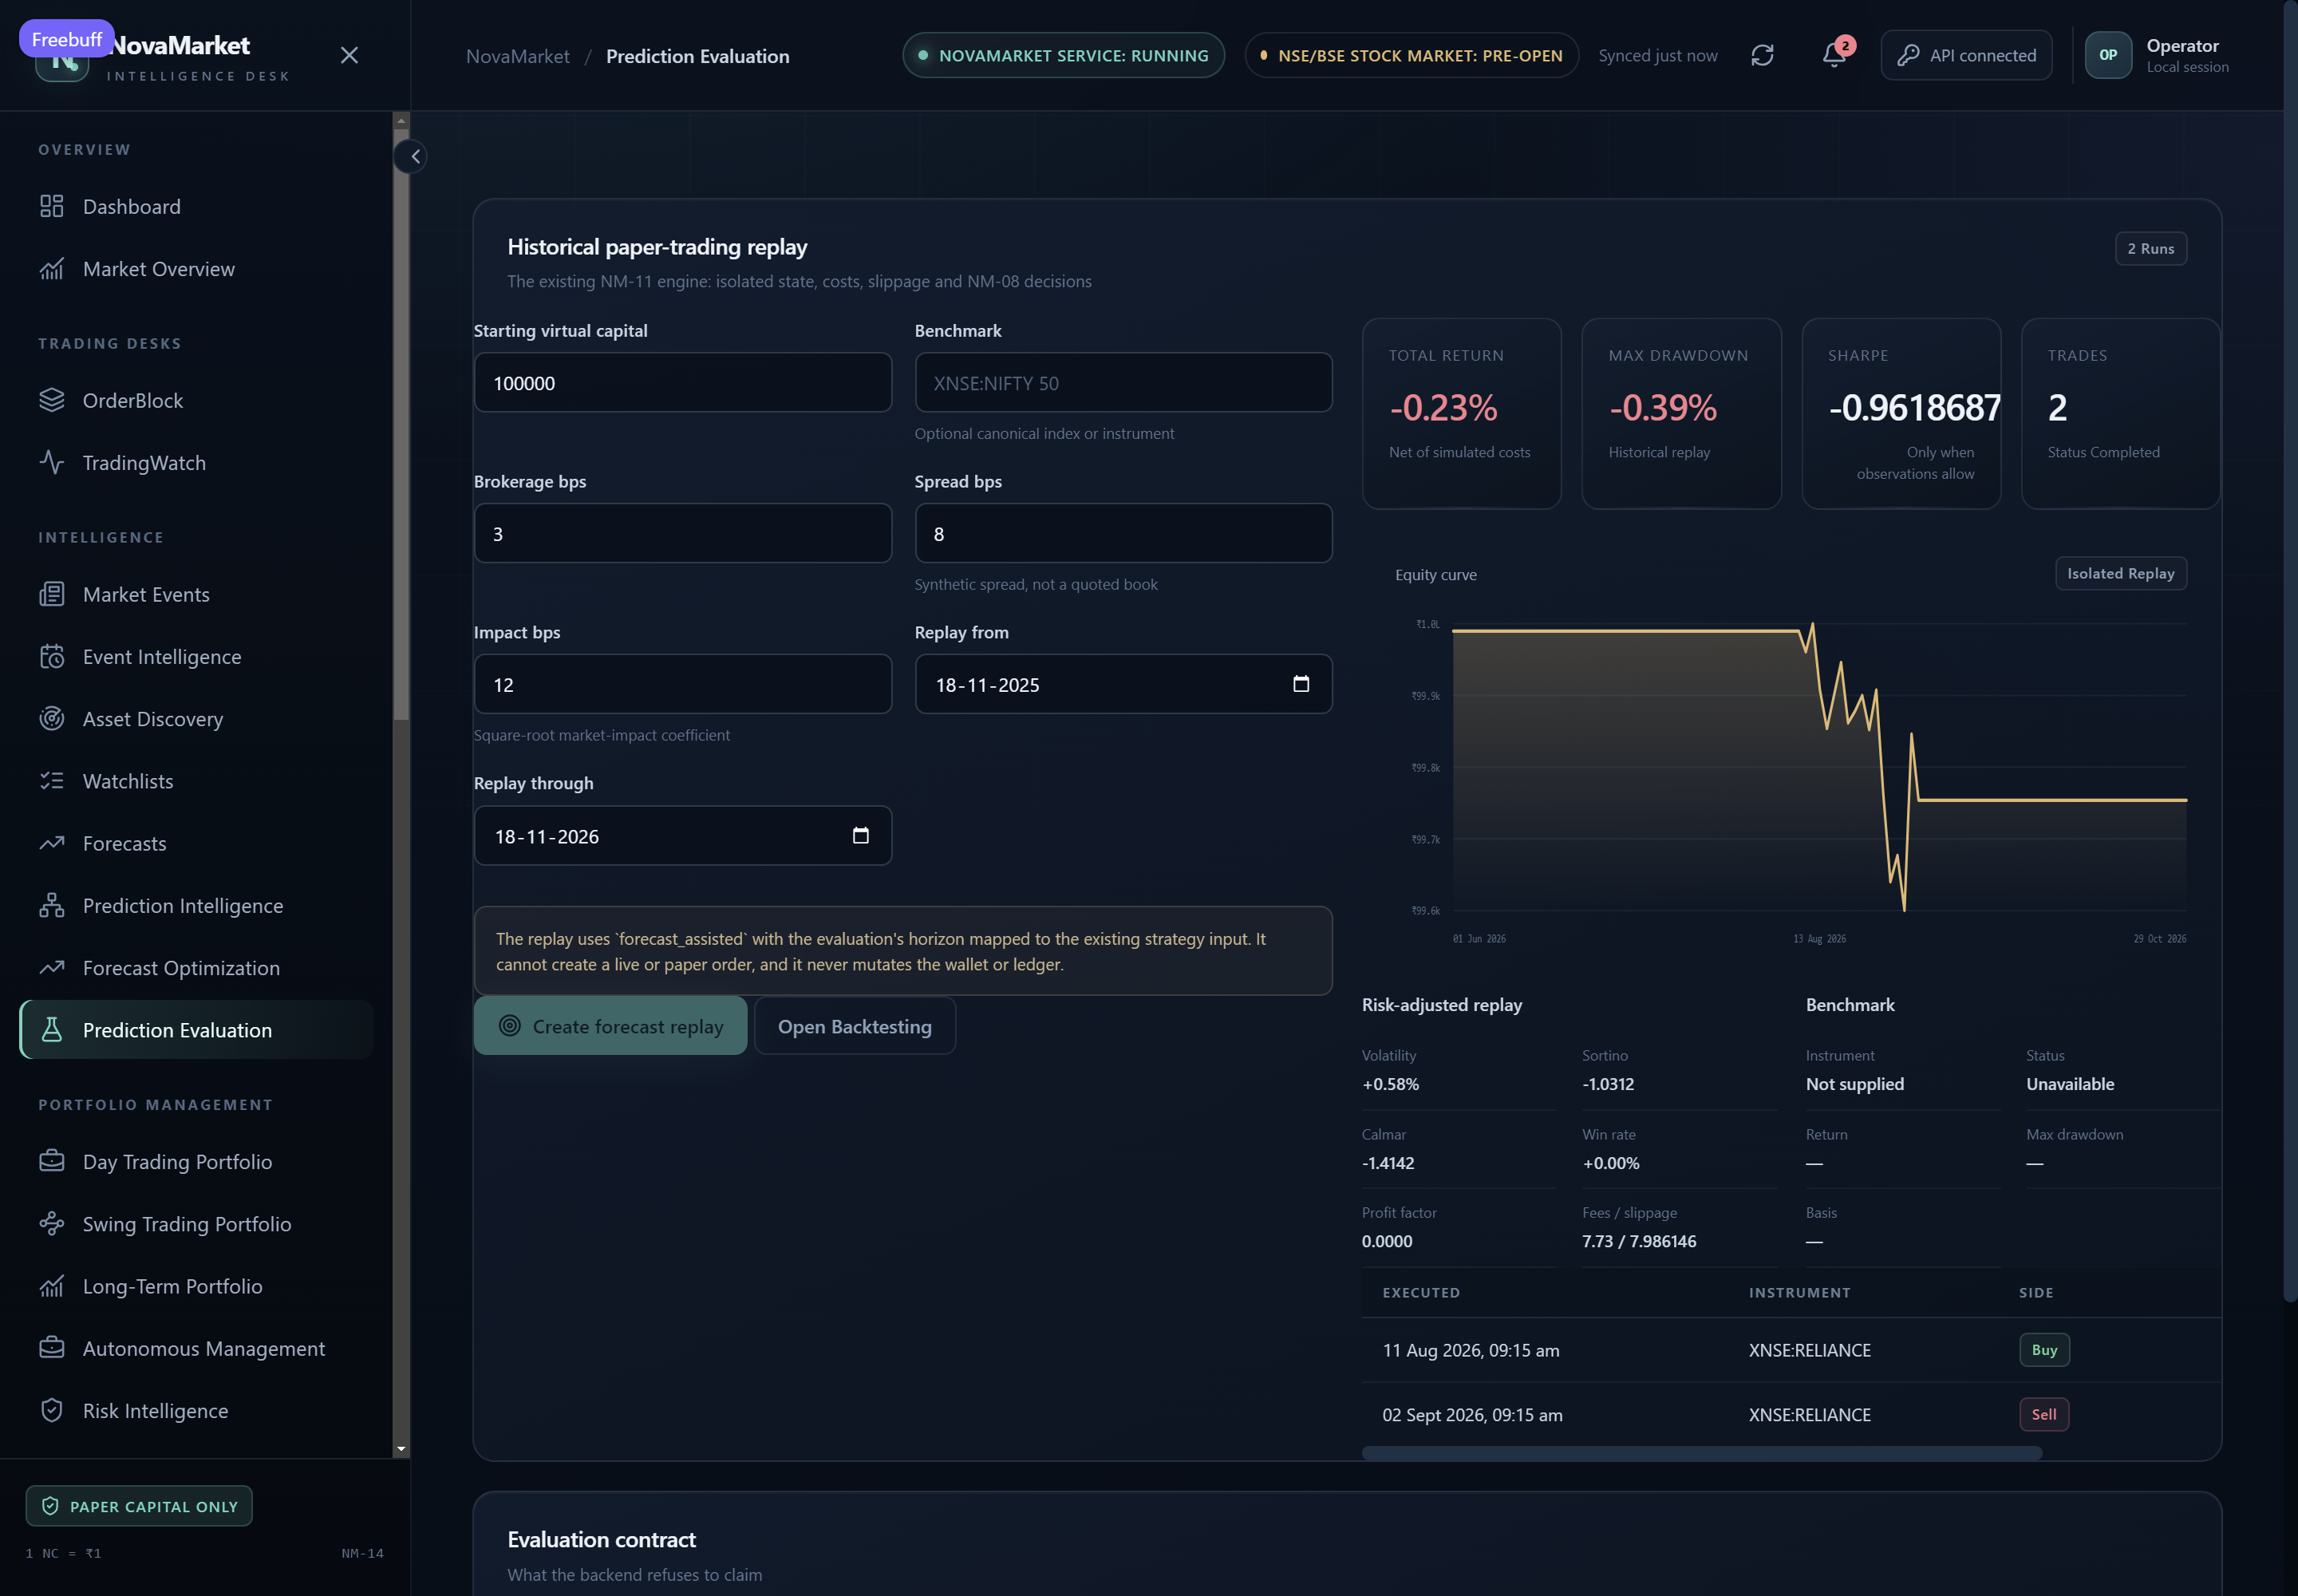 Freebuff
NovaMarket
INTELLIGENCE DESK
NovaMarket / Prediction Evaluation
NOVAMARKET SERVICE: RUNNING
NSE/BSE STOCK MARKET: PRE-OPEN
Synced just now
2
API connected
OP
Operator
Local session
OVERVIEW
Dashboard
Market Overview
TRADING DESKS
OrderBlock
TradingWatch
INTELLIGENCE
Market Events
Event Intelligence
Asset Discovery
Watchlists
Forecasts
Prediction Intelligence
Forecast Optimization
Prediction Evaluation
PORTFOLIO MANAGEMENT
Day Trading Portfolio
Swing Trading Portfolio
Long-Term Portfolio
Autonomous Management
Risk Intelligence
PAPER CAPITAL ONLY
1 NC = ₹1 NM-14
Historical paper-trading replay
The existing NM-11 engine: isolated state, costs, slippage and NM-08 decisions
2 Runs
Starting virtual capital
100000
Benchmark
XNSE:NIFTY 50
Optional canonical index or instrument
Brokerage bps
3
Spread bps
8
Synthetic spread, not a quoted book
Impact bps
12
Square-root market-impact coefficient
Replay from
18-11-2025
Replay through
18-11-2026
The replay uses `forecast_assisted` with the evaluation's horizon mapped to the existing strategy input. It
cannot create a live or paper order, and it never mutates the wallet or ledger.
Create forecast replay
Open Backtesting
TOTAL RETURN
-0.23%
Net of simulated costs
MAX DRAWDOWN
-0.39%
Historical replay
SHARPE
-0.9618687
Only when
observations allow
TRADES
2
Status Completed
Equity curve
Isolated Replay
₹1.0L
₹99.9k
₹99.8k
₹99.7k
₹99.6k
01 Jun 2026
13 Aug 2026
29 Oct 2026
Risk-adjusted replay
Volatility
+0.58%
Sortino
-1.0312
Calmar
-1.4142
Win rate
+0.00%
Profit factor
0.0000
Fees / slippage
7.73 / 7.986146
Benchmark
Instrument
Not supplied
Status
Unavailable
Return
—
Max drawdown
—
Basis
—
EXECUTED INSTRUMENT SIDE
11 Aug 2026, 09:15 am XNSE:RELIANCE Buy
02 Sept 2026, 09:15 am XNSE:RELIANCE Sell
Evaluation contract
What the backend refuses to claim